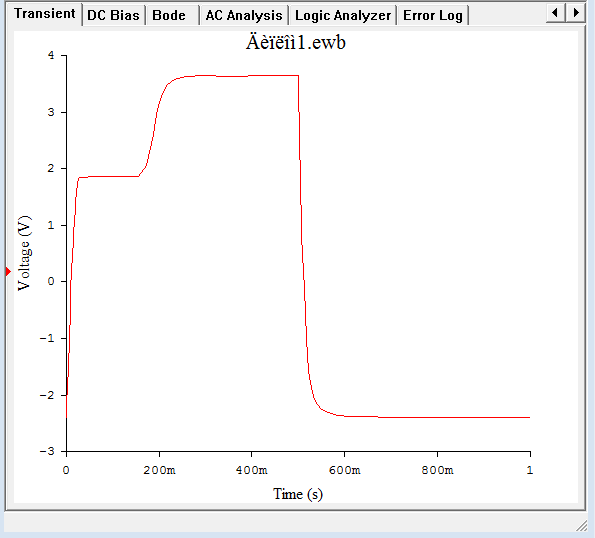 Transient DC Bias Bode AC Analysis Logic Analyzer Error Log
Äèïëîì1.ewb
4
3
2
1
0
-1
-2
-3
Voltage (V)
0 200m 400m 600m 800m 1
Time (s)